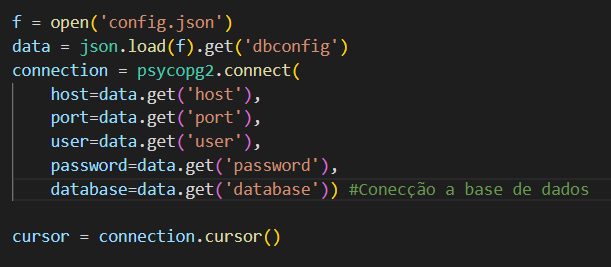 f = open('config.json')
data = json.load(f).get('dbconfig')
connection = psycopg2.connect(
    host=data.get('host'),
    port=data.get('port'),
    user=data.get('user'),
    password=data.get('password'),
    database=data.get('database')) #Conecção a base de dados
cursor = connection.cursor()